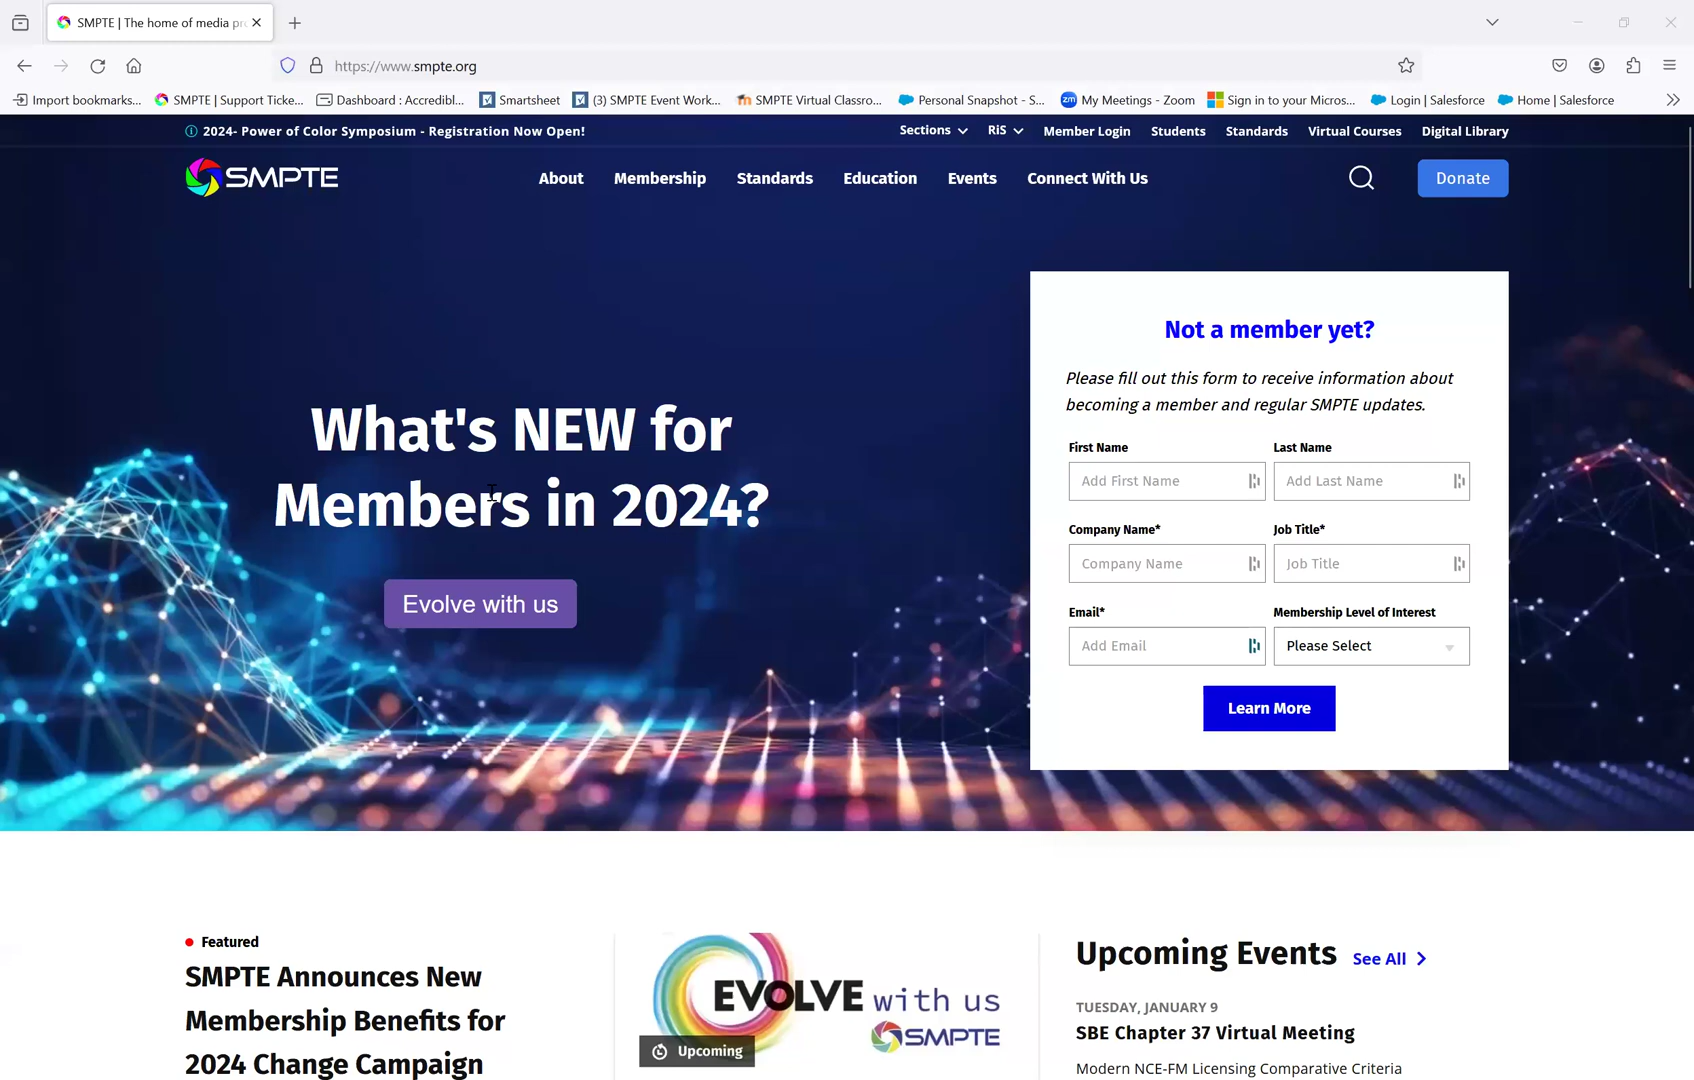 SMPTE | The home of media pr
https://www.smpte.org
Import bookmarks...
SMPTE | Support Ticke...
Dashboard : Accredibl...
Smartsheet
(3) SMPTE Event Work...
SMPTE Virtual Classro...
Personal Snapshot - S...
zm My Meetings - Zoom
Sign in to your Micros...
Login | Salesforce
Home | Salesforce
2024- Power of Color Symposium - Registration Now Open!
Sections
RIS
Member Login
Students
Standards
Virtual Courses
Digital Library
SMPTE
About
Membership
Standards
Education
Events
Connect With Us
Donate
What's NEW for
Members in 2024?
Evolve with us
Not a member yet?
Please fill out this form to receive information about
becoming a member and regular SMPTE updates.
First Name
Last Name
Add First Name
Add Last Name
Company Name*
Job Title*
Company Name
Job Title
Email*
Membership Level of Interest
Add Email
Please Select
Learn More
Featured
SMPTE Announces New
Membership Benefits for
2024 Change Campaign
EVOLVE with us
SMPTE
Upcoming
Upcoming Events
See All
TUESDAY, JANUARY 9
SBE Chapter 37 Virtual Meeting
Modern NCE-FM Licensing Comparative Criteria